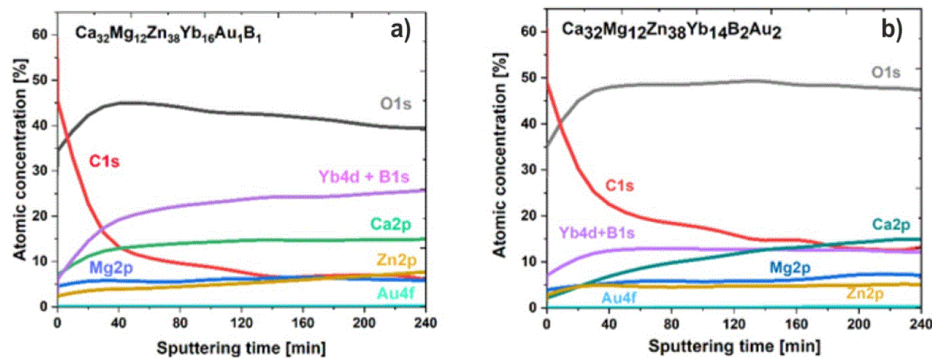 Ca32Mg12Zn38Yb16Au1B1
a)
Atomic concentration [%]
60
50
40
30
20
10
0
O1s
C1s
Yb4d + B1s
Ca2p
Mg2p
Zn2p
Au4f
0 40 80 120 160 200 240
Sputtering time [min]
Ca32Mg12Zn38Yb14B2Au2
b)
Atomic concentration [%]
60
50
40
30
20
10
0
O1s
C1s
Ca2p
Yb4d+B1s
Mg2p
Au4f
Zn2p
0 40 80 120 160 200 240
Sputtering time [min]